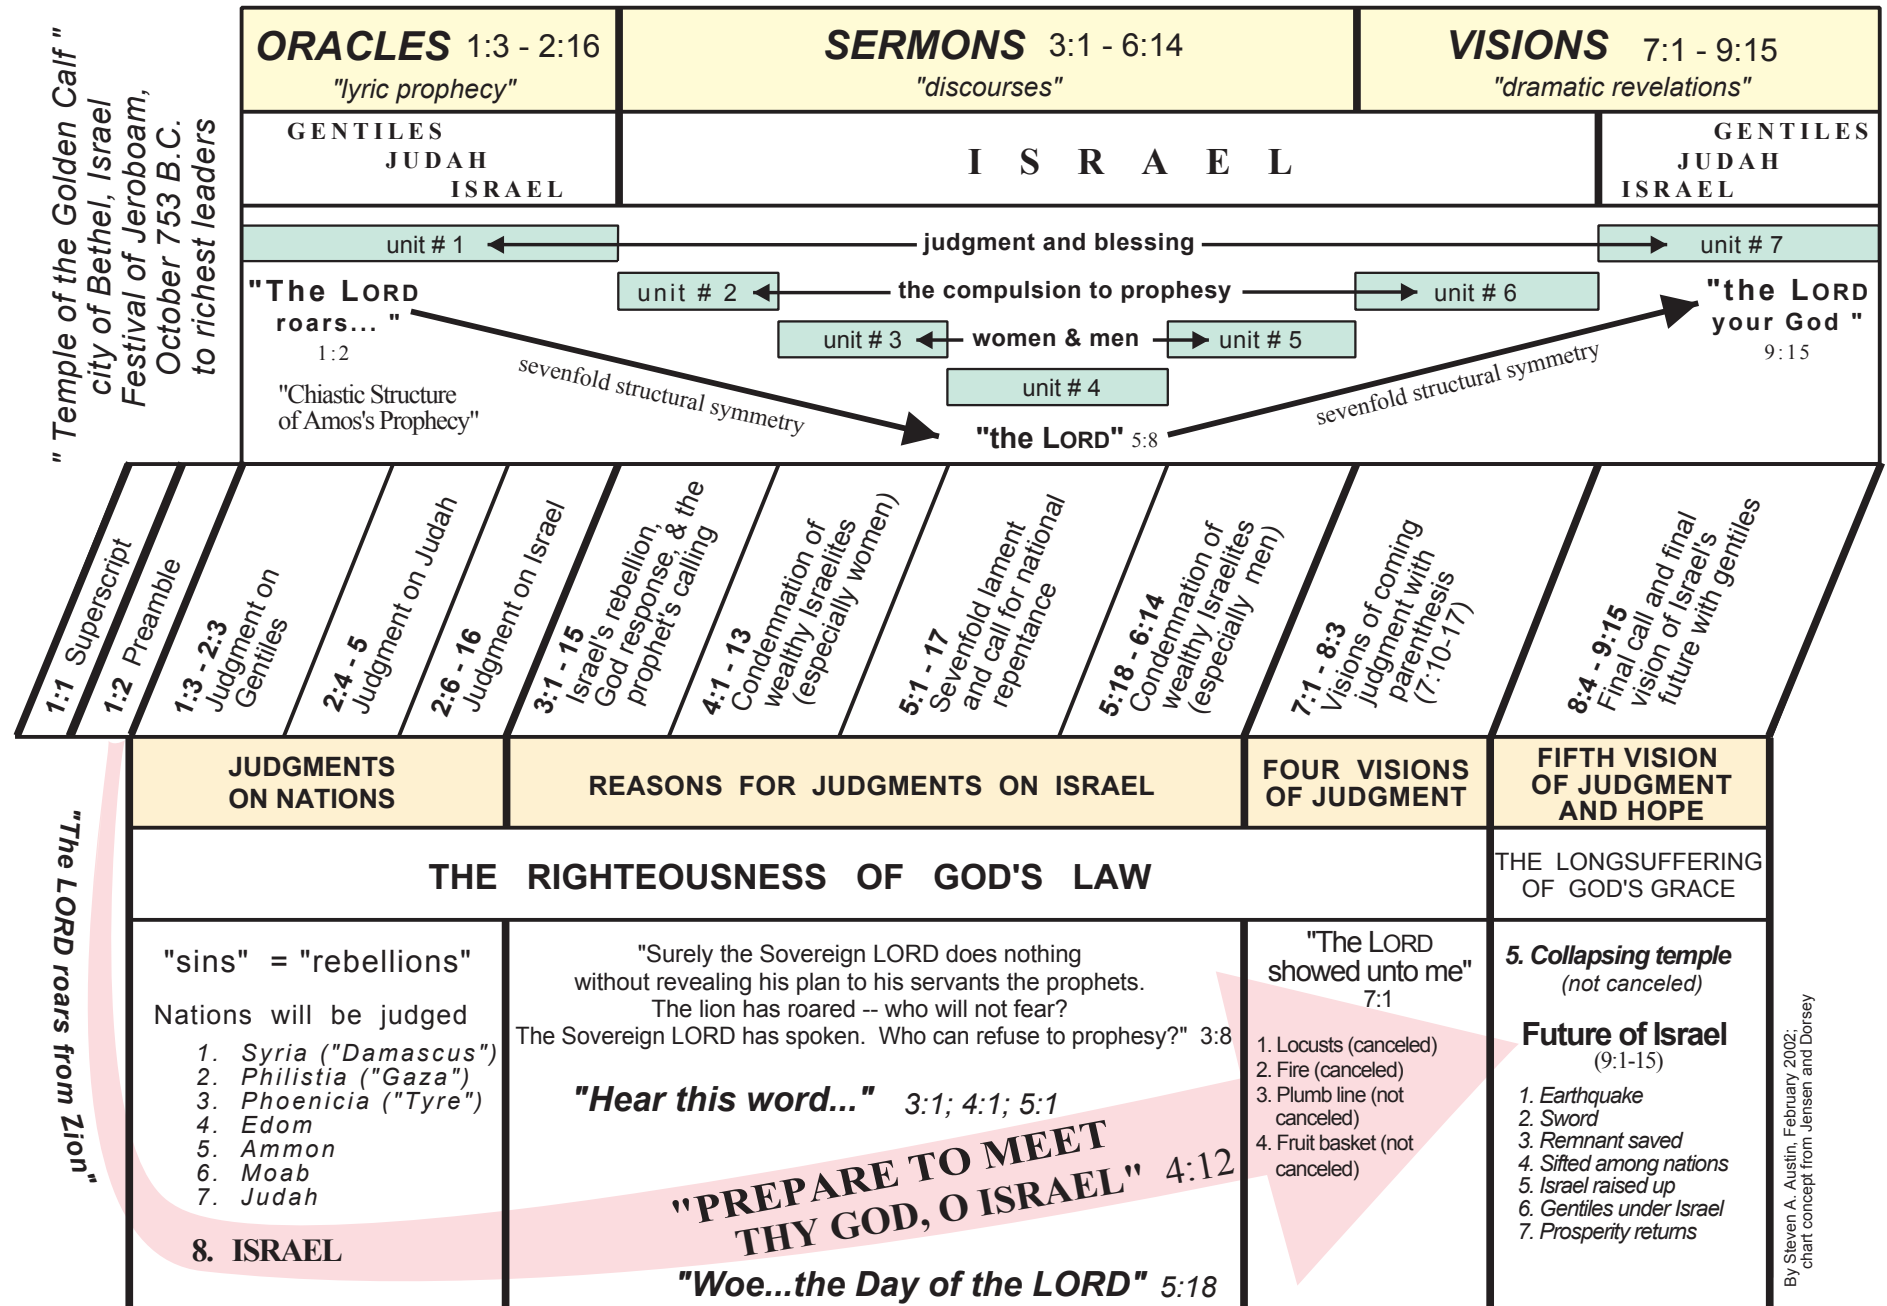 " Temple of the Golden Calf "
city of Bethel, Israel
Festival of Jeroboam,
October 753 B.C.
to richest leaders
ORACLES 1:3 - 2:16
"lyric prophecy"
SERMONS 3:1 - 6:14
"discourses"
VISIONS 7:1 - 9:15
"dramatic revelations"
GENTILES
JUDAH
ISRAEL
I S R A E L
GENTILES
JUDAH
ISRAEL
unit # 1
judgment and blessing
unit # 7
unit # 2
the compulsion to prophesy
unit # 6
unit # 3
women & men
unit # 5
unit # 4
"The LORD
roars... "
1:2
"Chiastic Structure
of Amos's Prophecy"
sevenfold structural symmetry
"the LORD" 5:8
sevenfold structural symmetry
"the LORD
your God "
9:15
1:1 Superscript
1:2 Preamble
1:3 - 2:3
Judgment on
Gentiles
2:4 - 5
Judgment on Judah
2:6 - 16
Judgment on Israel
3:1 - 15
Israel's rebellion,
God response, & the
prophet's calling
4:1 - 13
Condemnation of
wealthy Israelites
(especially women)
5:1 - 17
Sevenfold lament
and call for national
repentance
5:18 - 6:14
Condemnation of
wealthy Israelites
(especially men)
7:1 - 8:3
Visions of coming
judgment with
parenthesis
(7:10-17)
8:4 - 9:15
Final call and final
vision of Israel's
future with gentiles
"The LORD roars from Zion"
JUDGMENTS
ON NATIONS
REASONS FOR JUDGMENTS ON ISRAEL
FOUR VISIONS
OF JUDGMENT
FIFTH VISION
OF JUDGMENT
AND HOPE
THE RIGHTEOUSNESS OF GOD'S LAW
THE LONGSUFFERING
OF GOD'S GRACE
"sins" = "rebellions"
Nations will be judged
1. Syria ("Damascus")
2. Philistia ("Gaza")
3. Phoenicia ("Tyre")
4. Edom
5. Ammon
6. Moab
7. Judah
8. ISRAEL
"Surely the Sovereign LORD does nothing
without revealing his plan to his servants the prophets.
The lion has roared -- who will not fear?
The Sovereign LORD has spoken. Who can refuse to prophesy?" 3:8
"Hear this word..." 3:1; 4:1; 5:1
"PREPARE TO MEET
THY GOD, O ISRAEL" 4:12
"Woe...the Day of the LORD" 5:18
"The LORD
showed unto me"
7:1
1. Locusts (canceled)
2. Fire (canceled)
3. Plumb line (not
canceled)
4. Fruit basket (not
canceled)
5. Collapsing temple
(not canceled)
Future of Israel
(9:1-15)
1. Earthquake
2. Sword
3. Remnant saved
4. Sifted among nations
5. Israel raised up
6. Gentiles under Israel
7. Prosperity returns
By Steven A. Austin, February 2002;
chart concept from Jensen and Dorsey